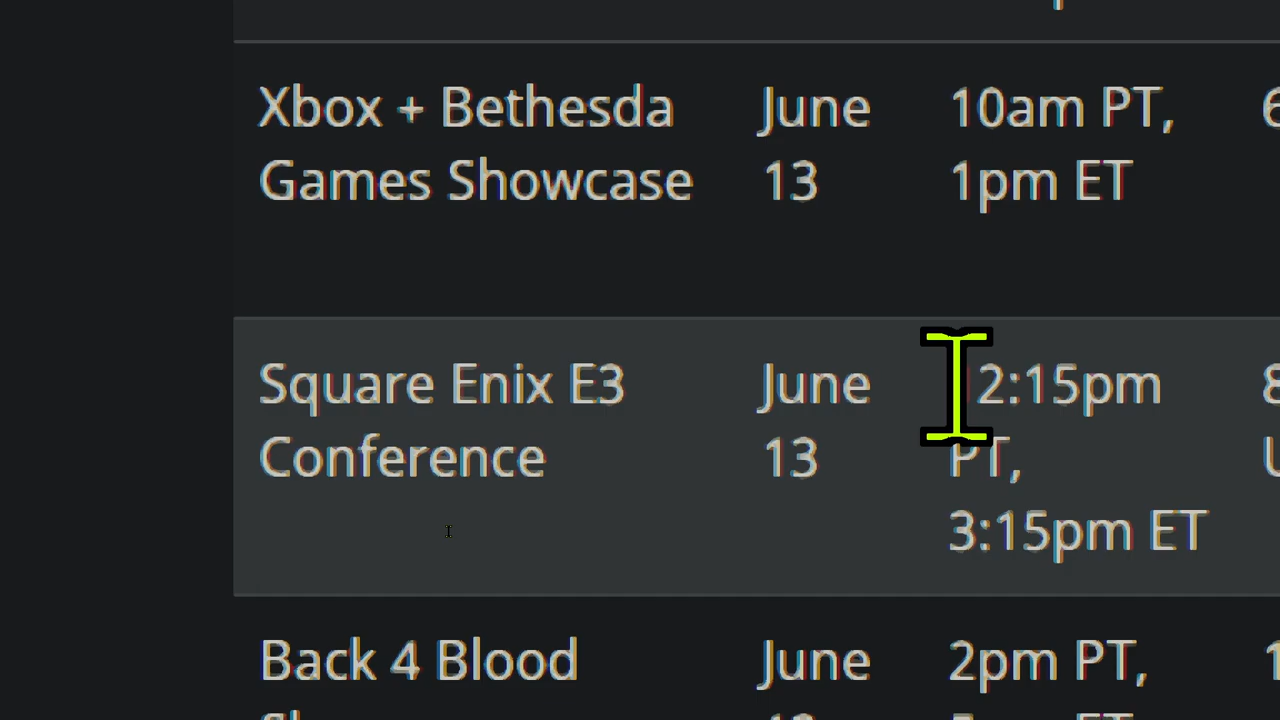 Xbox + Bethesda June 10am PT,
Games Showcase 13 1pm ET
Square Enix E3 June 2:15pm
Conference 13 PT,
3:15pm ET
Back 4 Blood June 2pm PT,